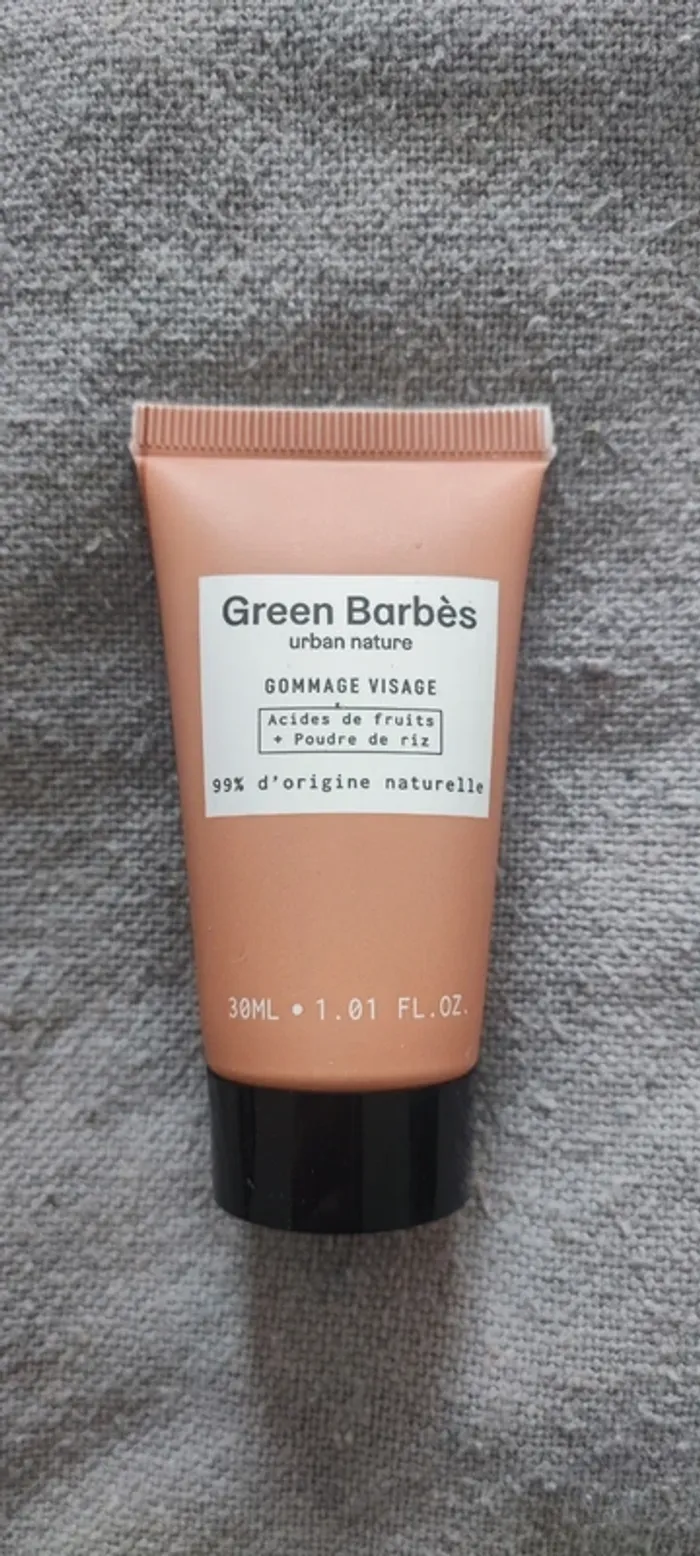 Green Barbès
urban nature
GOMMAGE VISAGE
Acides de fruits
+ Poudre de riz
99% d'origine naturelle
30ML • 1.01 FL.OZ.